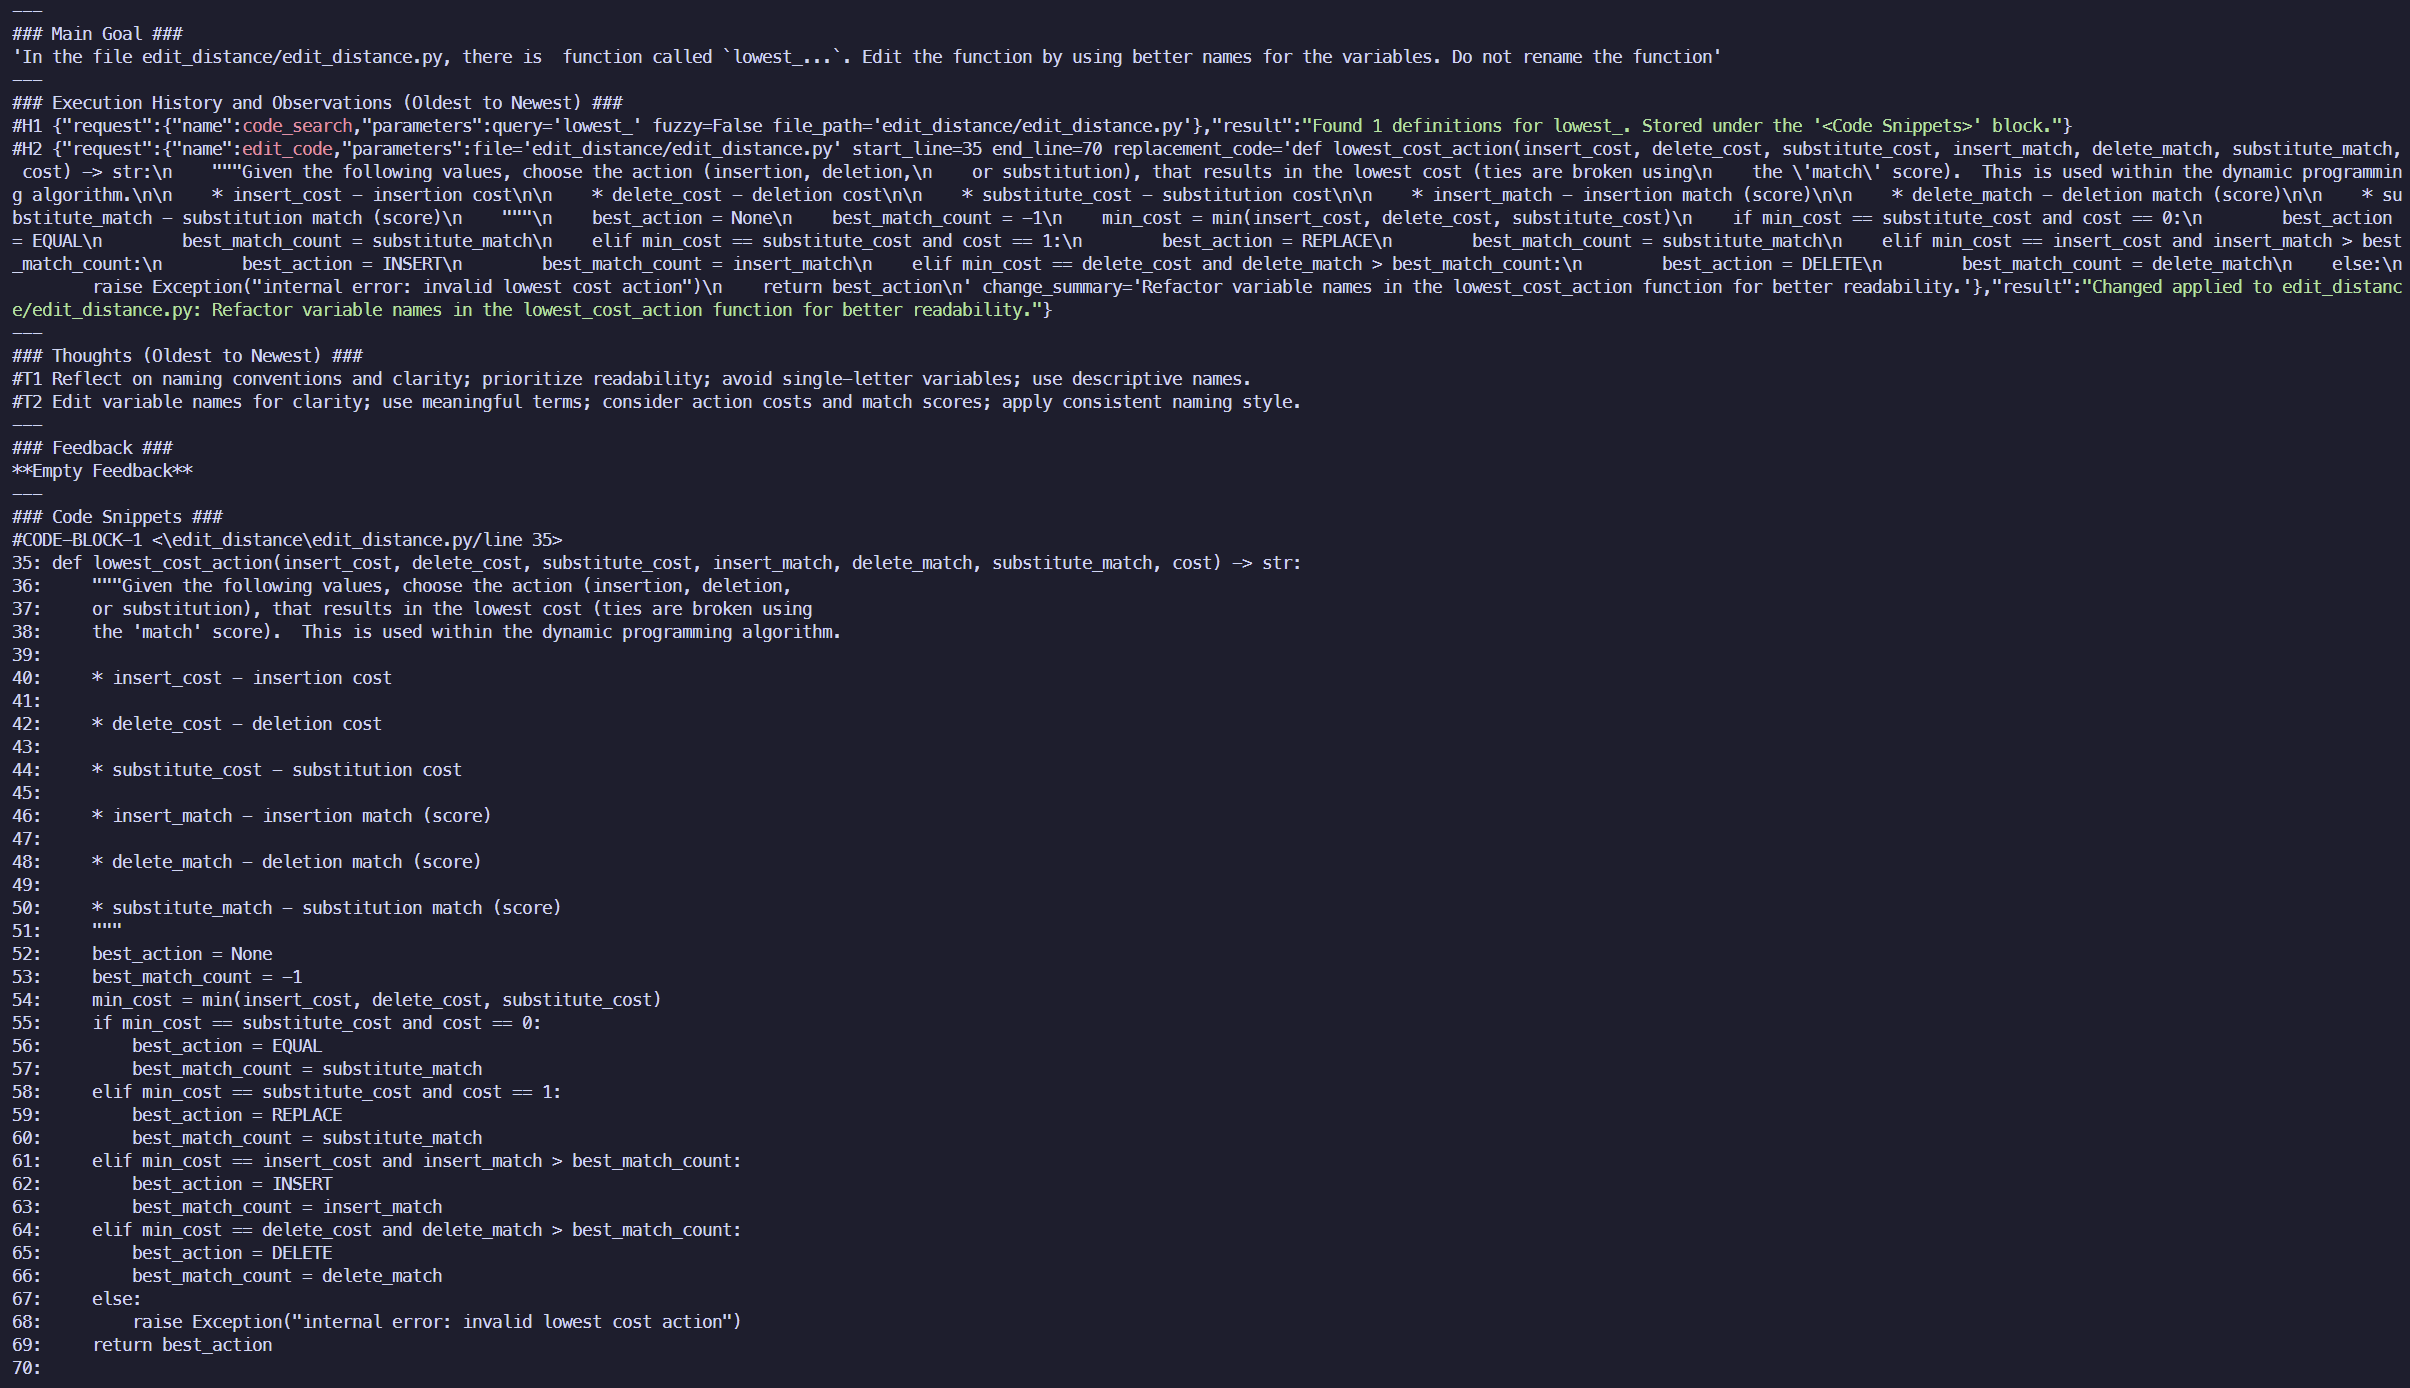 ---
### Main Goal ###
'In the file edit_distance/edit_distance.py, there is  function called `lowest_...`. Edit the function by using better names for the variables. Do not rename the function'
---
### Execution History and Observations (Oldest to Newest) ###
#H1 {"request":{"name":code_search,"parameters":query='lowest_' fuzzy=False file_path='edit_distance/edit_distance.py'},"result":"Found 1 definitions for lowest_. Stored under the '<Code Snippets>' block."}
#H2 {"request":{"name":edit_code,"parameters":file='edit_distance/edit_distance.py' start_line=35 end_line=70 replacement_code='def lowest_cost_action(insert_cost, delete_cost, substitute_cost, insert_match, delete_match, substitute_match,
 cost) -> str:\n    """Given the following values, choose the action (insertion, deletion,\n    or substitution), that results in the lowest cost (ties are broken using\n    the \'match\' score).  This is used within the dynamic programmin
g algorithm.\n\n    * insert_cost - insertion cost\n\n    * delete_cost - deletion cost\n\n    * substitute_cost - substitution cost\n\n    * insert_match - insertion match (score)\n\n    * delete_match - deletion match (score)\n\n    * su
bstitute_match - substitution match (score)\n    """\n    best_action = None\n    best_match_count = -1\n    min_cost = min(insert_cost, delete_cost, substitute_cost)\n    if min_cost == substitute_cost and cost == 0:\n        best_action 
= EQUAL\n        best_match_count = substitute_match\n    elif min_cost == substitute_cost and cost == 1:\n        best_action = REPLACE\n        best_match_count = substitute_match\n    elif min_cost == insert_cost and insert_match > best
_match_count:\n        best_action = INSERT\n        best_match_count = insert_match\n    elif min_cost == delete_cost and delete_match > best_match_count:\n        best_action = DELETE\n        best_match_count = delete_match\n    else:\n
        raise Exception("internal error: invalid lowest cost action")\n    return best_action\n' change_summary='Refactor variable names in the lowest_cost_action function for better readability.'},"result":"Changed applied to edit_distanc
e/edit_distance.py: Refactor variable names in the lowest_cost_action function for better readability."}
---
### Thoughts (Oldest to Newest) ###
#T1 Reflect on naming conventions and clarity; prioritize readability; avoid single-letter variables; use descriptive names.
#T2 Edit variable names for clarity; use meaningful terms; consider action costs and match scores; apply consistent naming style.
---
### Feedback ###
**Empty Feedback**
---
### Code Snippets ###
#CODE-BLOCK-1 <\edit_distance\edit_distance.py/line 35>
35: def lowest_cost_action(insert_cost, delete_cost, substitute_cost, insert_match, delete_match, substitute_match, cost) -> str:
36:     """Given the following values, choose the action (insertion, deletion,
37:     or substitution), that results in the lowest cost (ties are broken using
38:     the 'match' score).  This is used within the dynamic programming algorithm.
39:
40:     * insert_cost - insertion cost
41:
42:     * delete_cost - deletion cost
43:
44:     * substitute_cost - substitution cost
45:
46:     * insert_match - insertion match (score)
47:
48:     * delete_match - deletion match (score)
49:
50:     * substitute_match - substitution match (score)
51:     """
52:     best_action = None
53:     best_match_count = -1
54:     min_cost = min(insert_cost, delete_cost, substitute_cost)
55:     if min_cost == substitute_cost and cost == 0:
56:         best_action = EQUAL
57:         best_match_count = substitute_match
58:     elif min_cost == substitute_cost and cost == 1:
59:         best_action = REPLACE
60:         best_match_count = substitute_match
61:     elif min_cost == insert_cost and insert_match > best_match_count:
62:         best_action = INSERT
63:         best_match_count = insert_match
64:     elif min_cost == delete_cost and delete_match > best_match_count:
65:         best_action = DELETE
66:         best_match_count = delete_match
67:     else:
68:         raise Exception("internal error: invalid lowest cost action")
69:     return best_action
70: